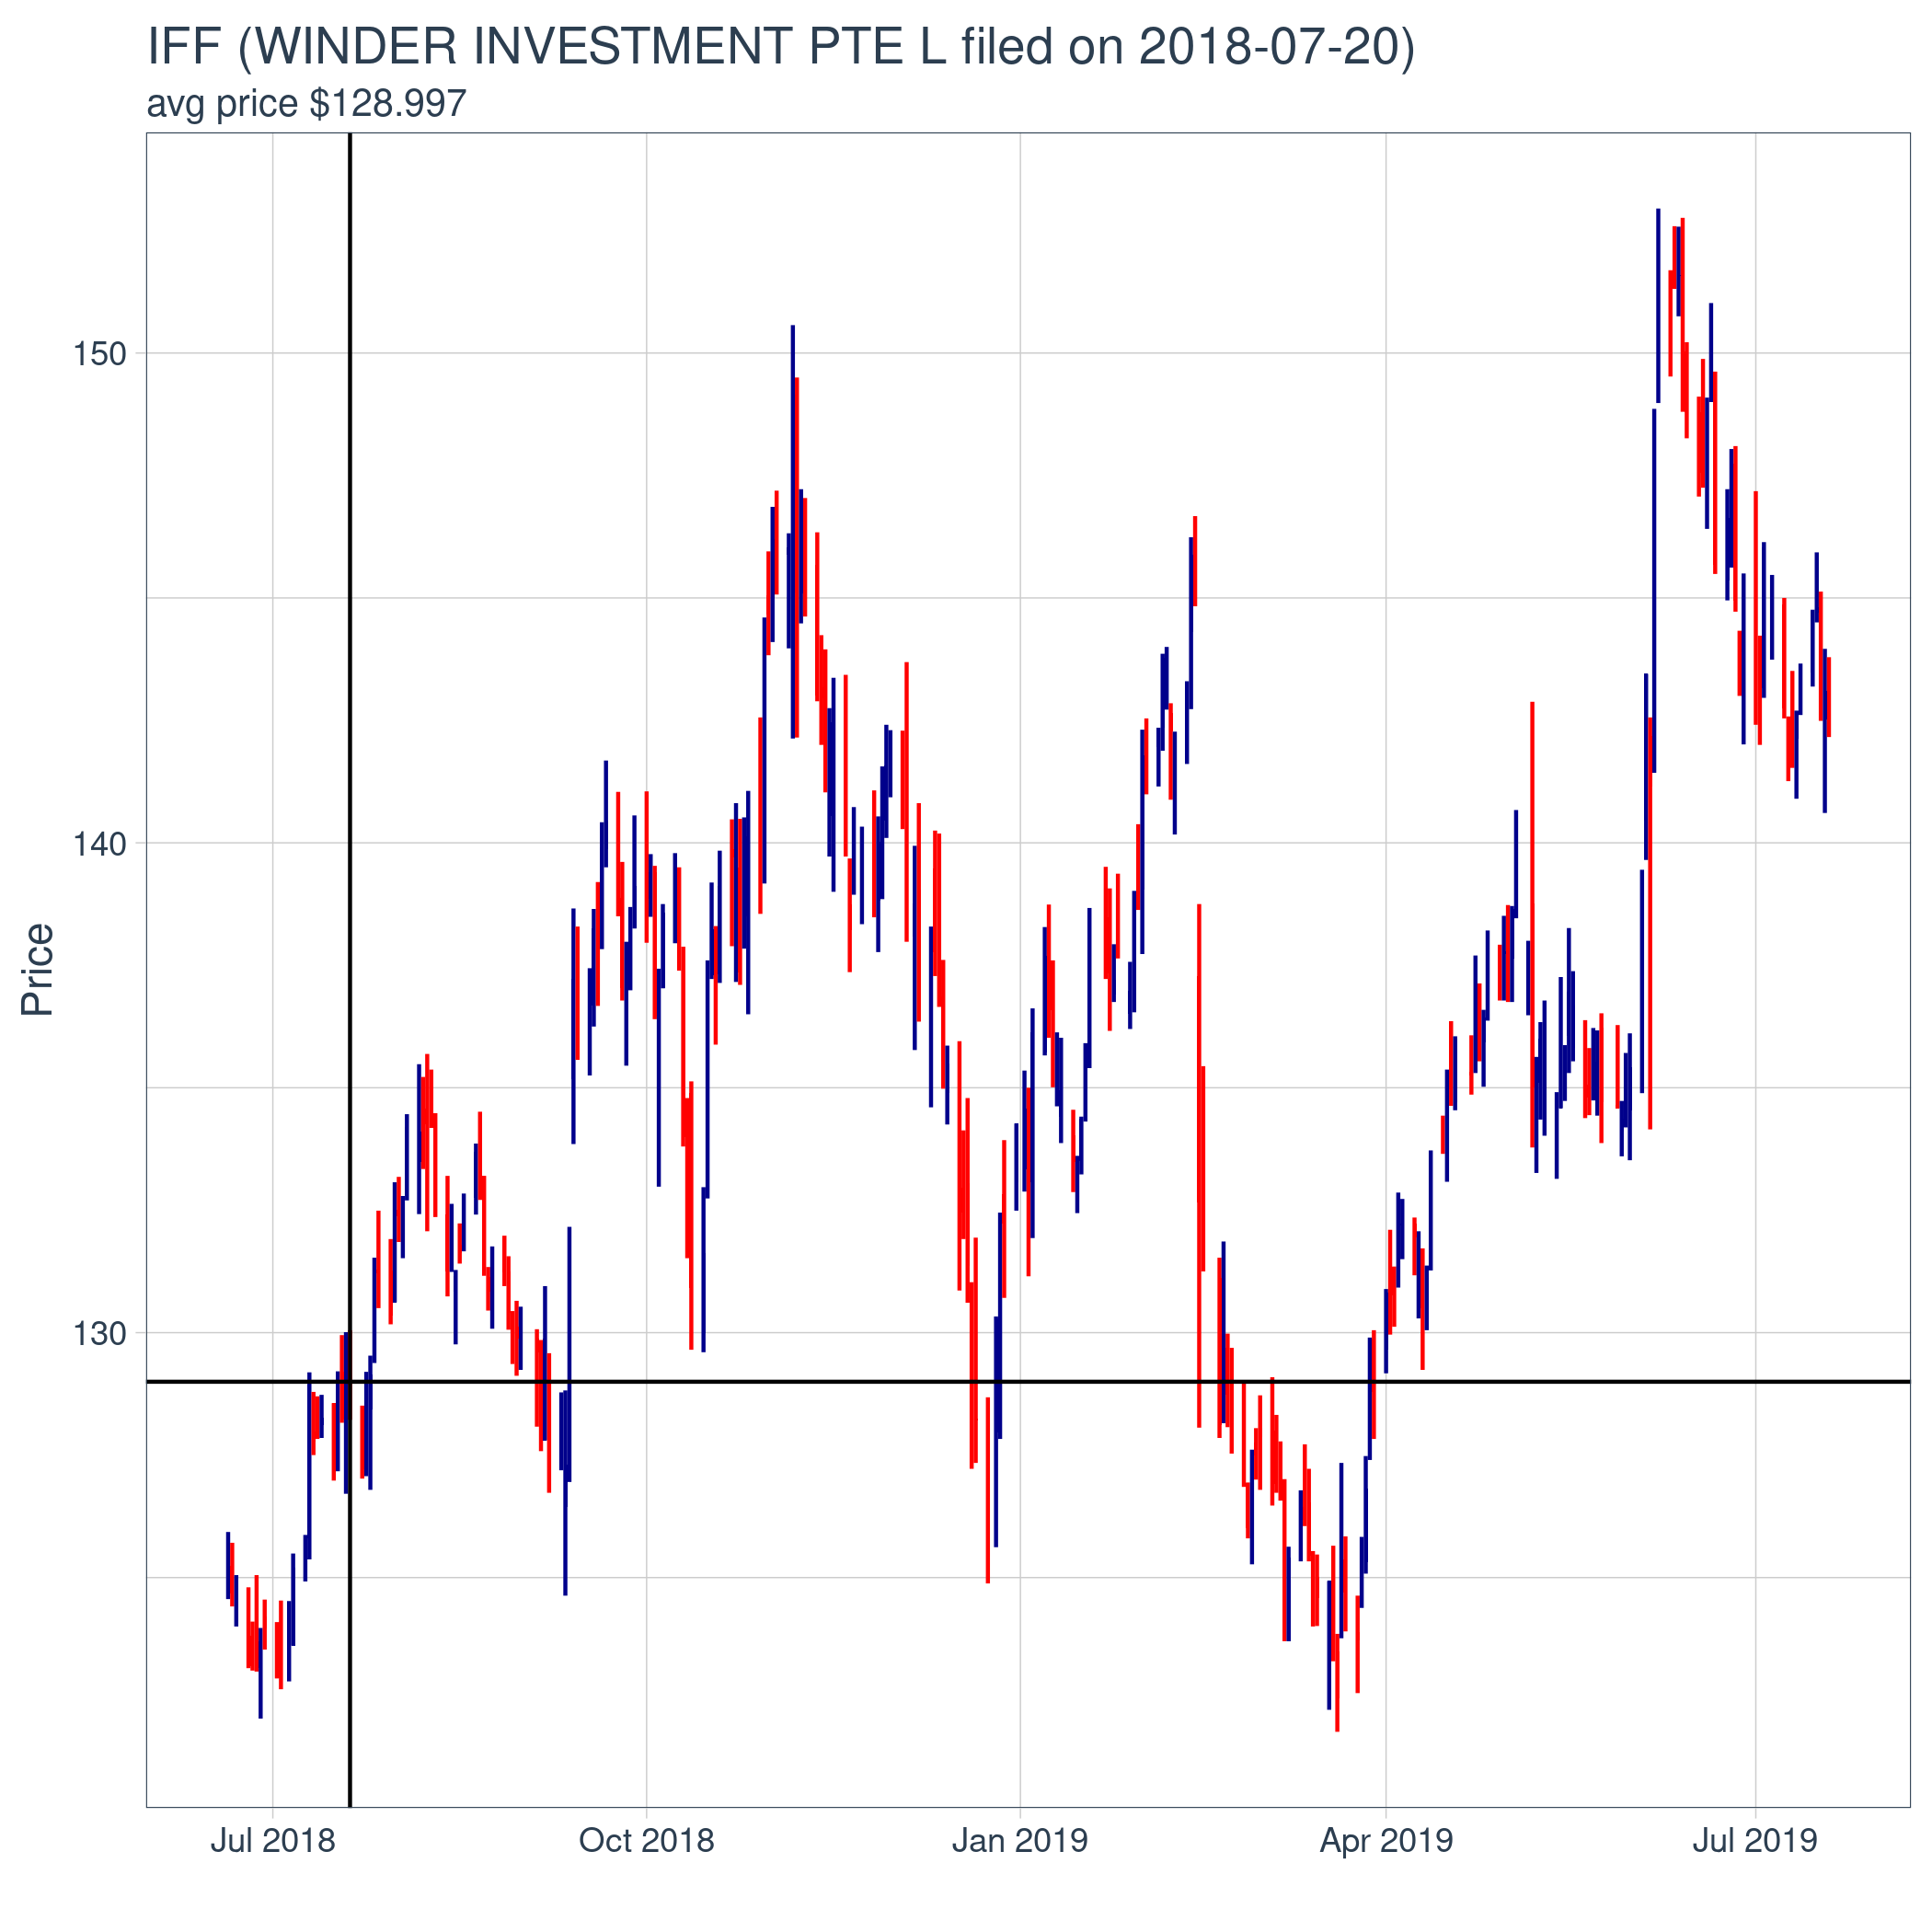 IFF (WINDER INVESTMENT PTE L filed on 2018-07-20)
avg price $128.997
150
140
130
Price
Jul 2018 Oct 2018 Jan 2019 Apr 2019 Jul 2019